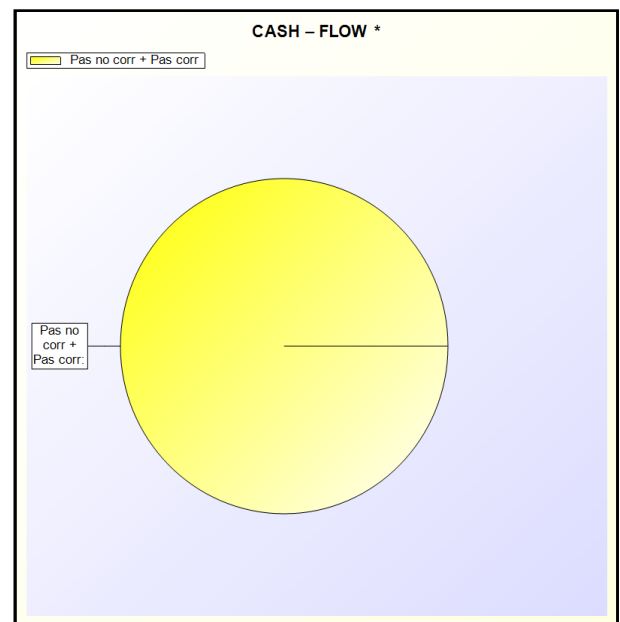 CASH – FLOW *
Pas no corr + Pas corr
Pas no
corr +
Pas corr: